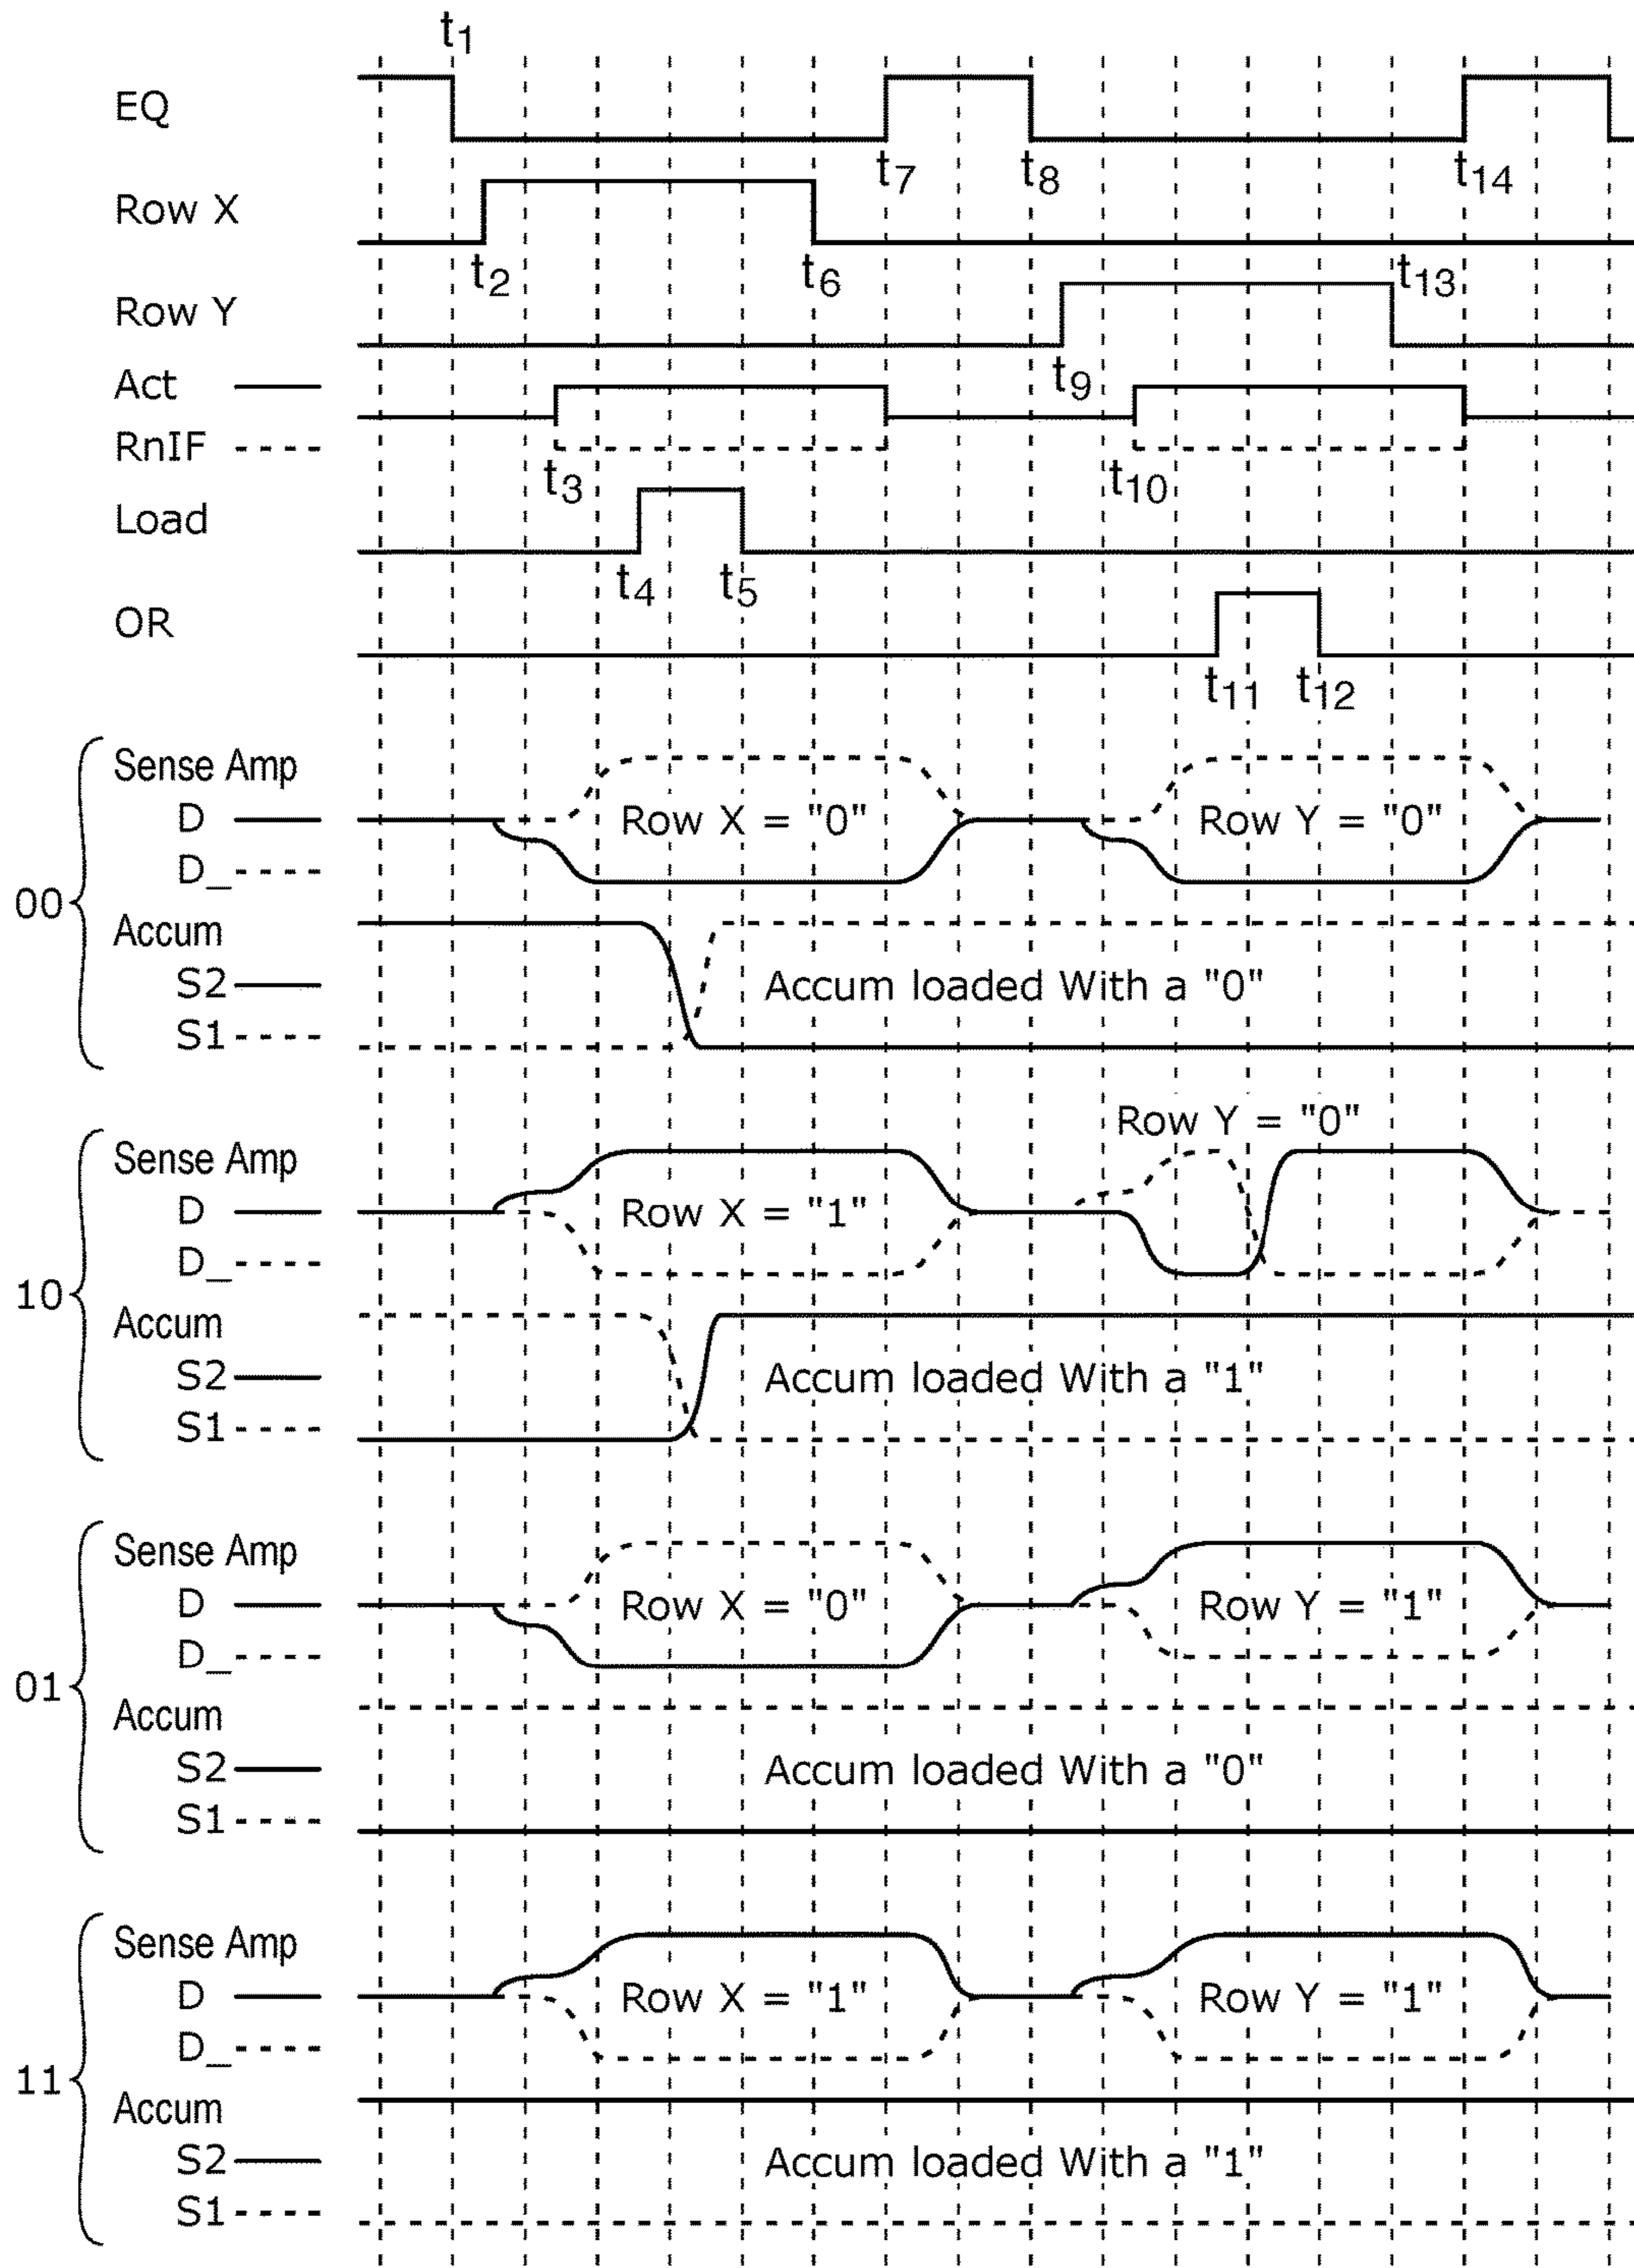 t1
EQ
t7 t8 t14
Row X
t2 t6 t13
Row Y
t9
Act
RnIF
t3 t10
Load
t4 t5
OR
t11 t12
00
Sense Amp
D Row X = "0" Row Y = "0"
D_
Accum
S2 Accum loaded With a "0"
S1
Row Y = "0"
10
Sense Amp
D Row X = "1"
D_
Accum
S2 Accum loaded With a "1"
S1
01
Sense Amp
D Row X = "0" Row Y = "1"
D_
Accum
S2 Accum loaded With a "0"
S1
11
Sense Amp
D Row X = "1" Row Y = "1"
D_
Accum
S2 Accum loaded With a "1"
S1